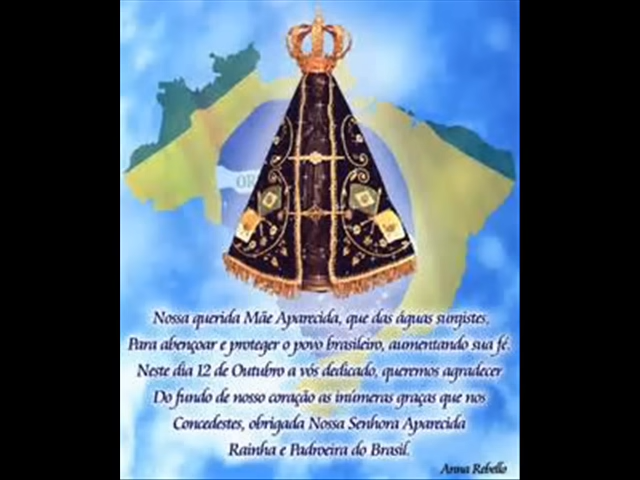 OR
Nossa querida Mãe Aparecida, que das águas surgistes,
Para abençoar e proteger o povo brasileiro, aumentando sua fé.
Neste dia 12 de Outubro a vós dedicado, queremos agradecer
Do fundo de nosso coração as inúmeras graças que nos
Concedestes, obrigada Nossa Senhora Aparecida
Rainha e Padroeira do Brasil.
Anna Rebello